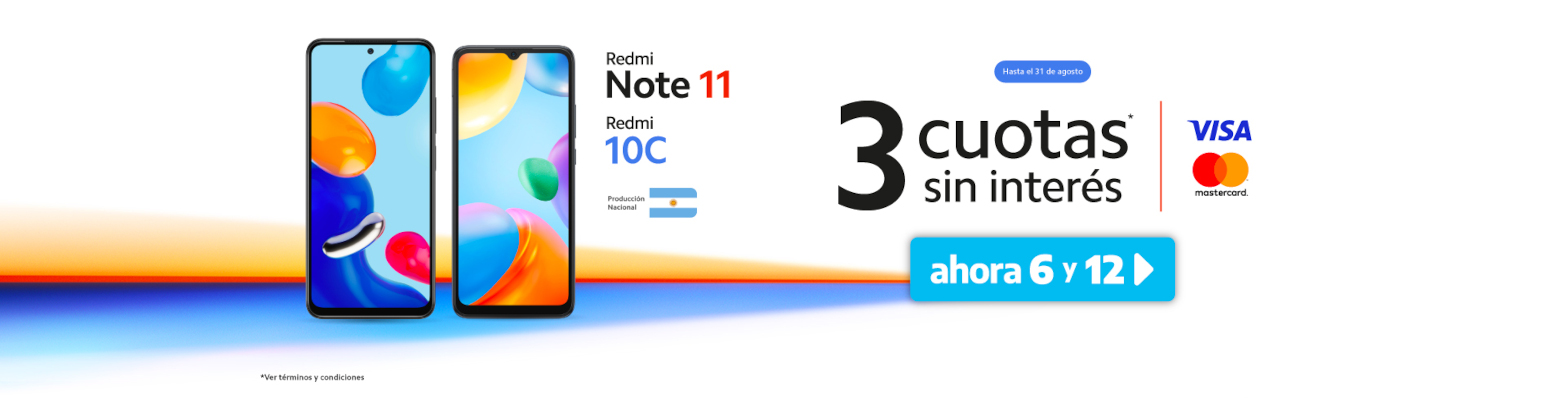 Redmi
Note 11
Redmi
10C
Producción
Nacional
Hasta el 31 de agosto
3 cuotas*
sin interés
VISA
mastercard.
ahora 6 y 12
*Ver términos y condiciones